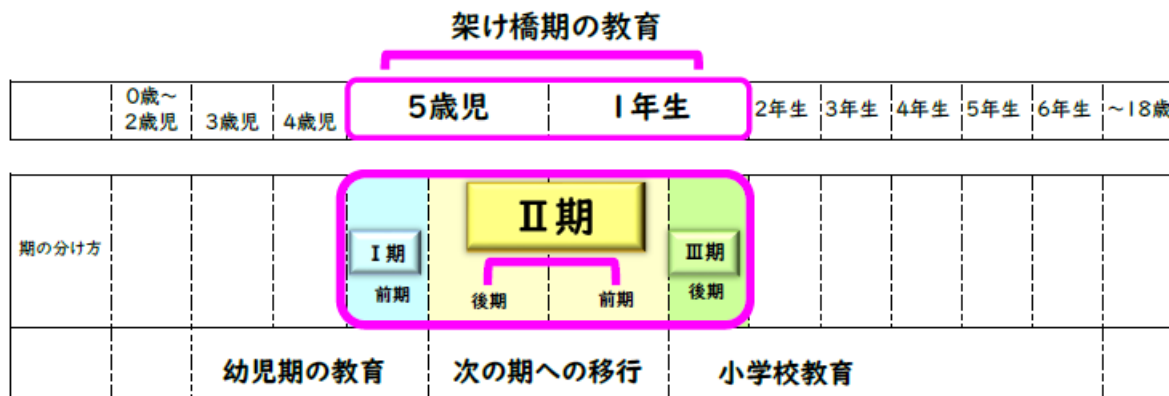 架け橋期の教育
0歳～
2歳児
3歳児
4歳児
5歳児
1年生
2年生
3年生
4年生
5年生
6年生
～18歳
期の分け方
Ⅰ期
前期
Ⅱ期
後期
前期
Ⅲ期
後期
幼児期の教育
次の期への移行
小学校教育